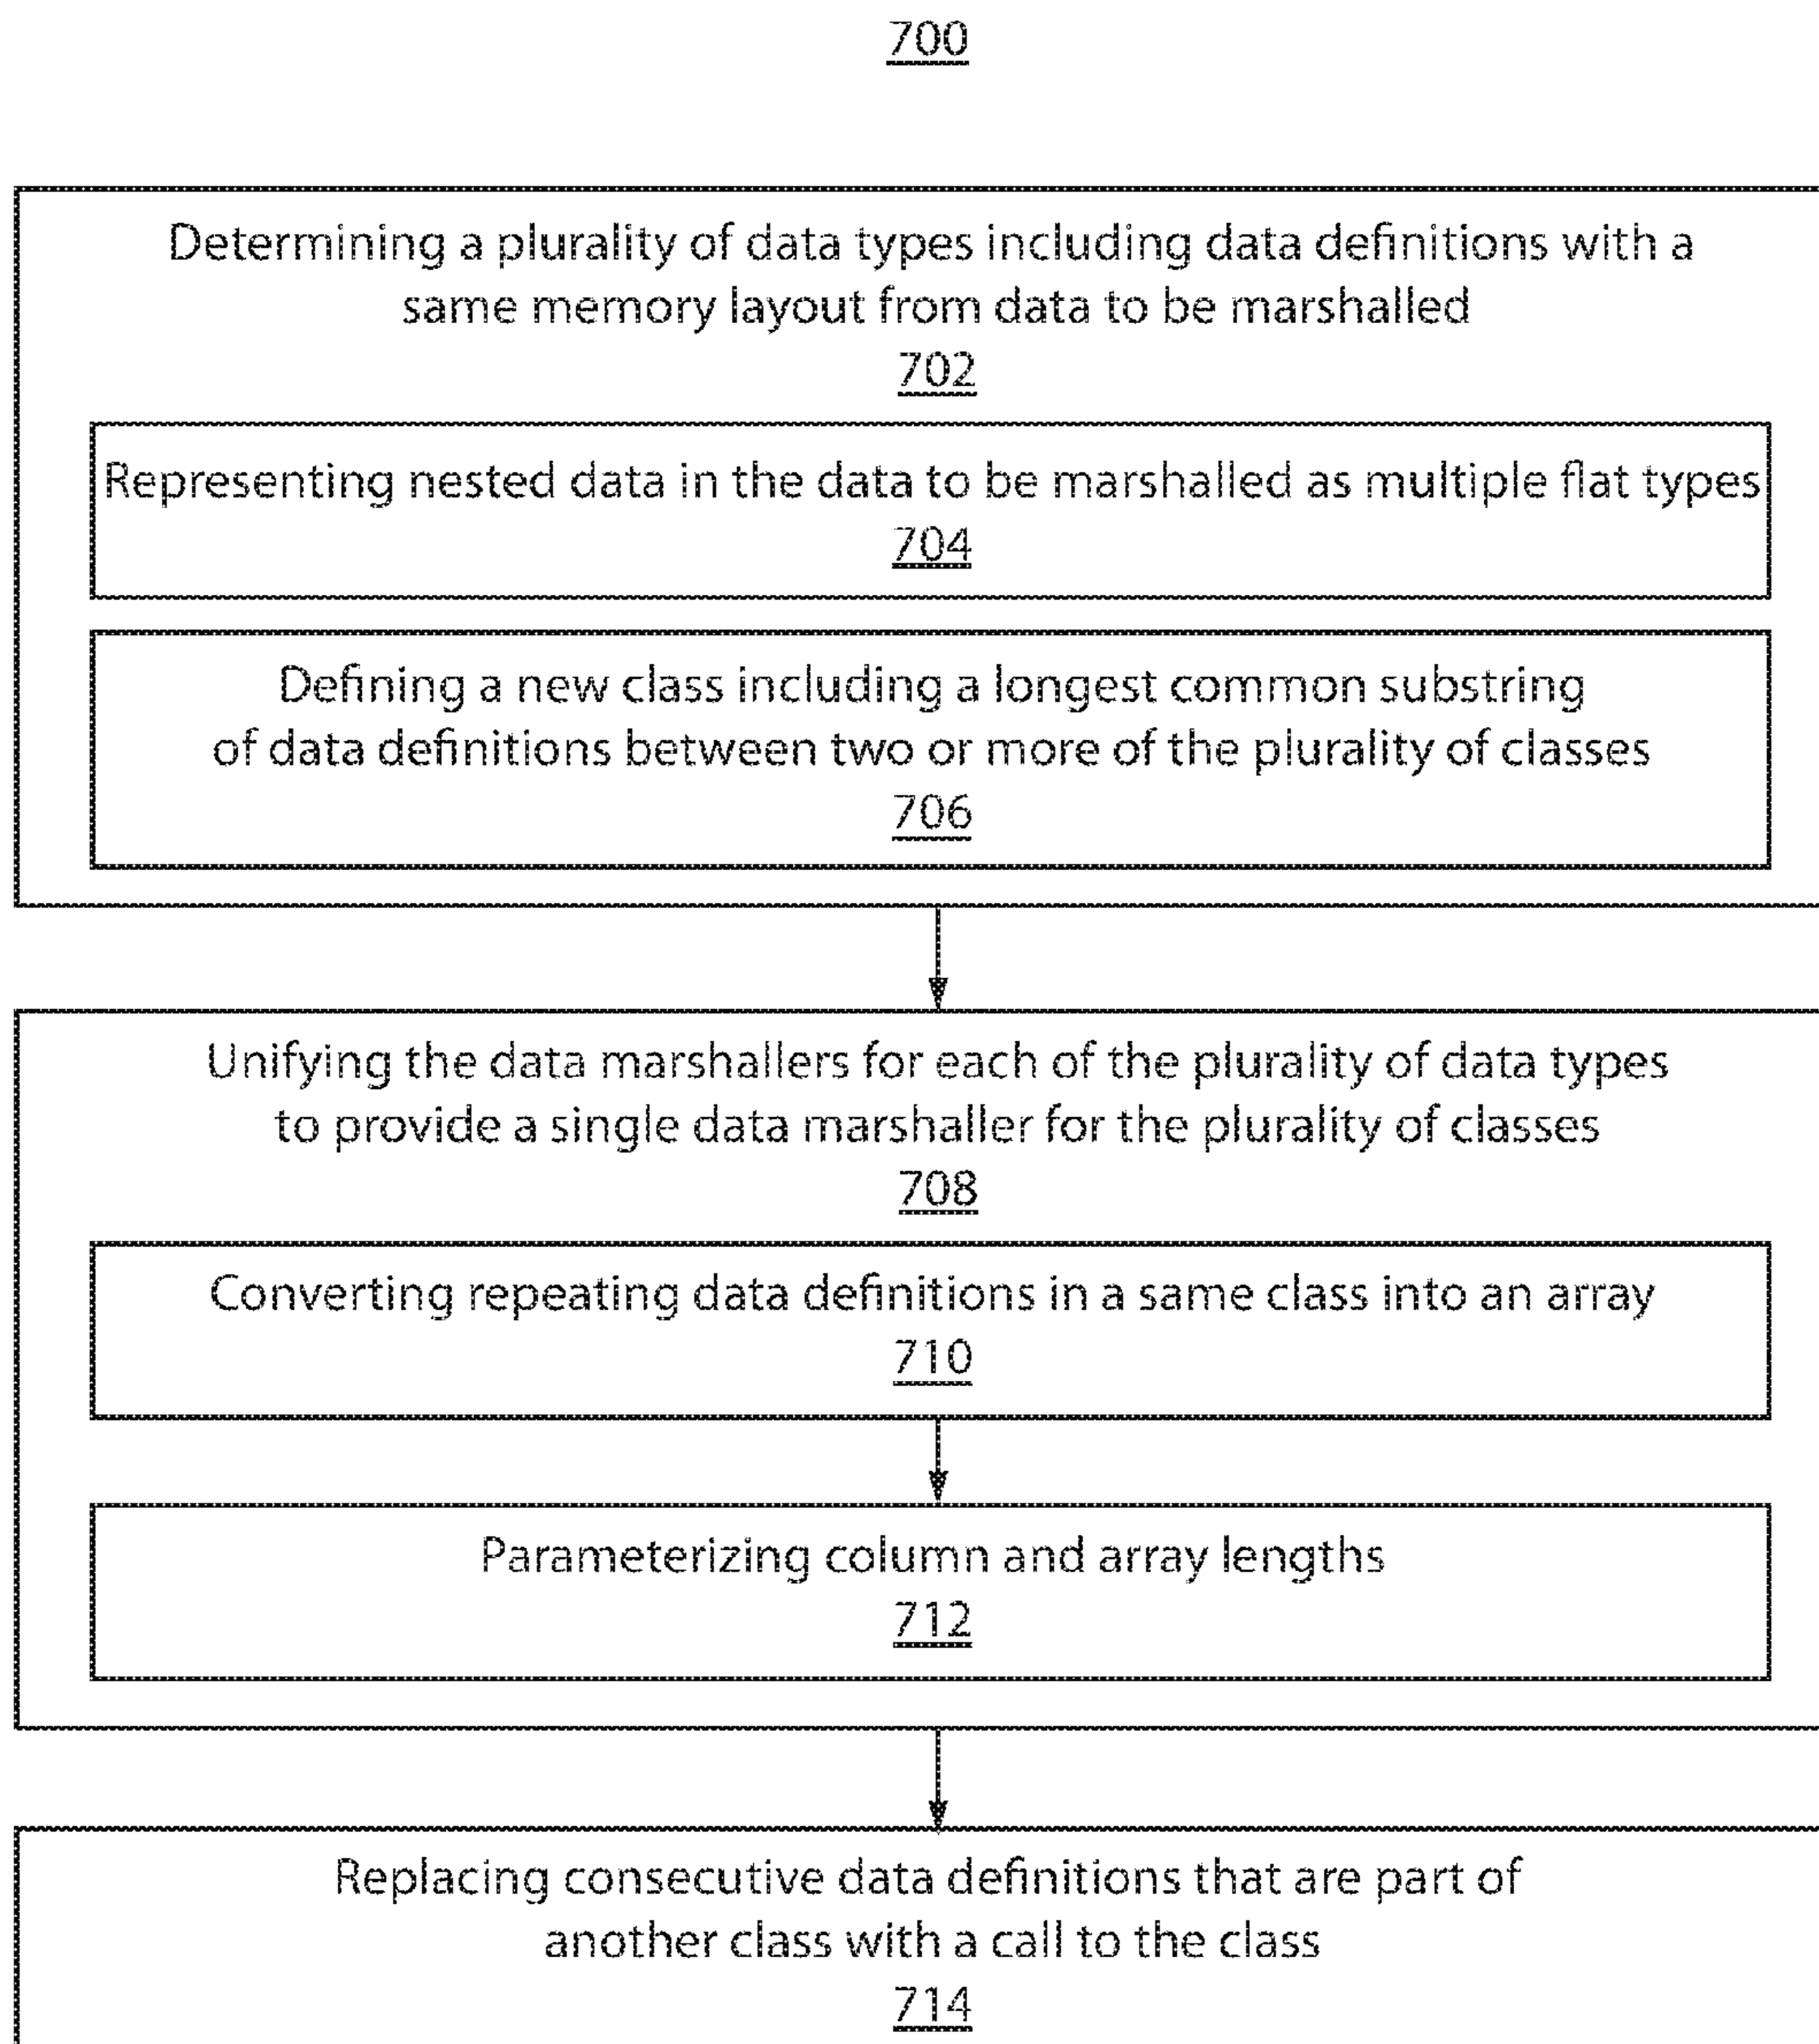 700
Determining a plurality of data types including data definitions with a
same memory layout from data to be marshalled
702
Representing nested data in the data to be marshalled as multiple flat types
704
Defining a new class including a longest common substring
of data definitions between two or more of the plurality of classes
706
Unifying the data marshallers for each of the plurality of data types
to provide a single data marshaller for the plurality of classes
708
Converting repeating data definitions in a same class into an array
710
Parameterizing column and array lengths
712
Replacing consecutive data definitions that are part of
another class with a call to the class
714